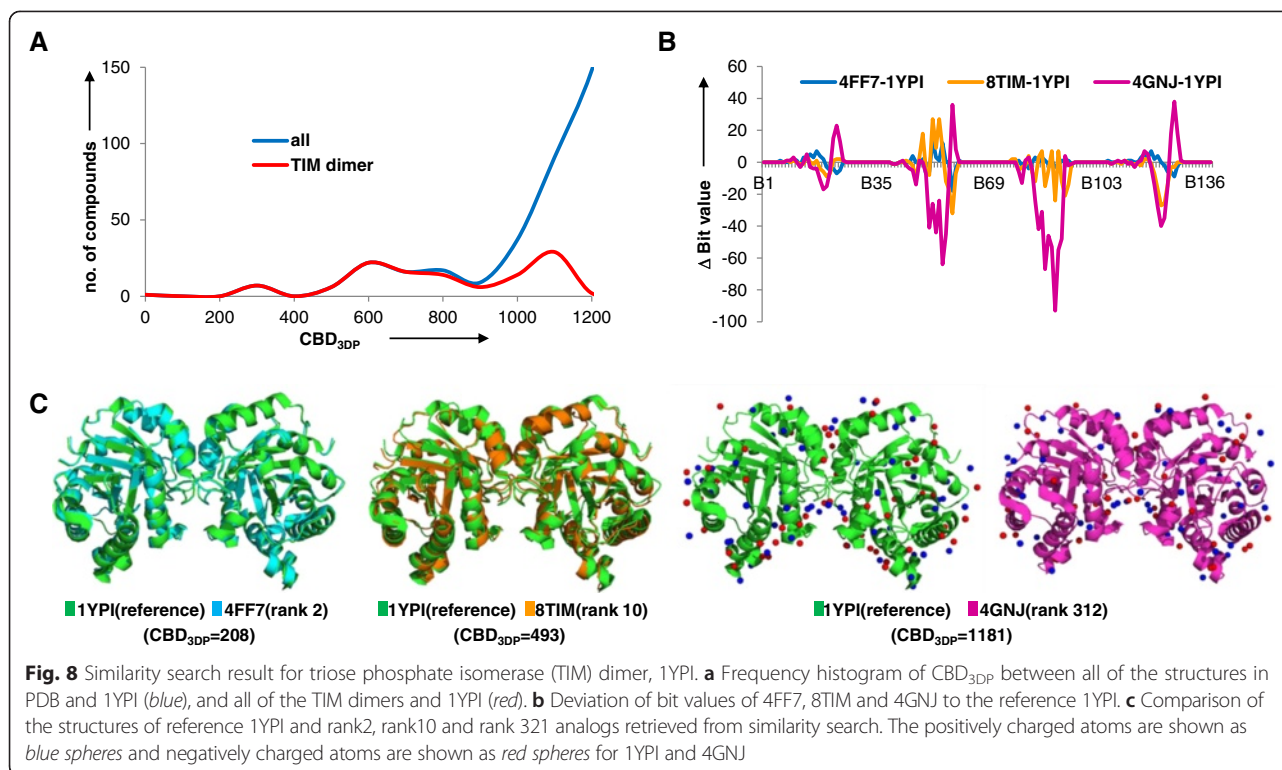 A
150
100
50
0
no. of compounds
all
TIM dimer
0 200 400 600 800 1000 1200
CBD3DP
B
60
40
20
0
-20
-40
-60
-80
-100
Δ Bit value
4FF7-1YPI 8TIM-1YPI 4GNJ-1YPI
B1 B35 B69 B103 B136
C
1YPI(reference) 4FF7(rank 2)
(CBD3DP=208)
1YPI(reference) 8TIM(rank 10)
(CBD3DP=493)
1YPI(reference) 4GNJ(rank 312)
(CBD3DP=1181)
Fig. 8 Similarity search result for triose phosphate isomerase (TIM) dimer, 1YPI. a Frequency histogram of CBD3DP between all of the structures in
PDB and 1YPI (blue), and all of the TIM dimers and 1YPI (red). b Deviation of bit values of 4FF7, 8TIM and 4GNJ to the reference 1YPI. c Comparison of
the structures of reference 1YPI and rank2, rank10 and rank 321 analogs retrieved from similarity search. The positively charged atoms are shown as
blue spheres and negatively charged atoms are shown as red spheres for 1YPI and 4GNJ